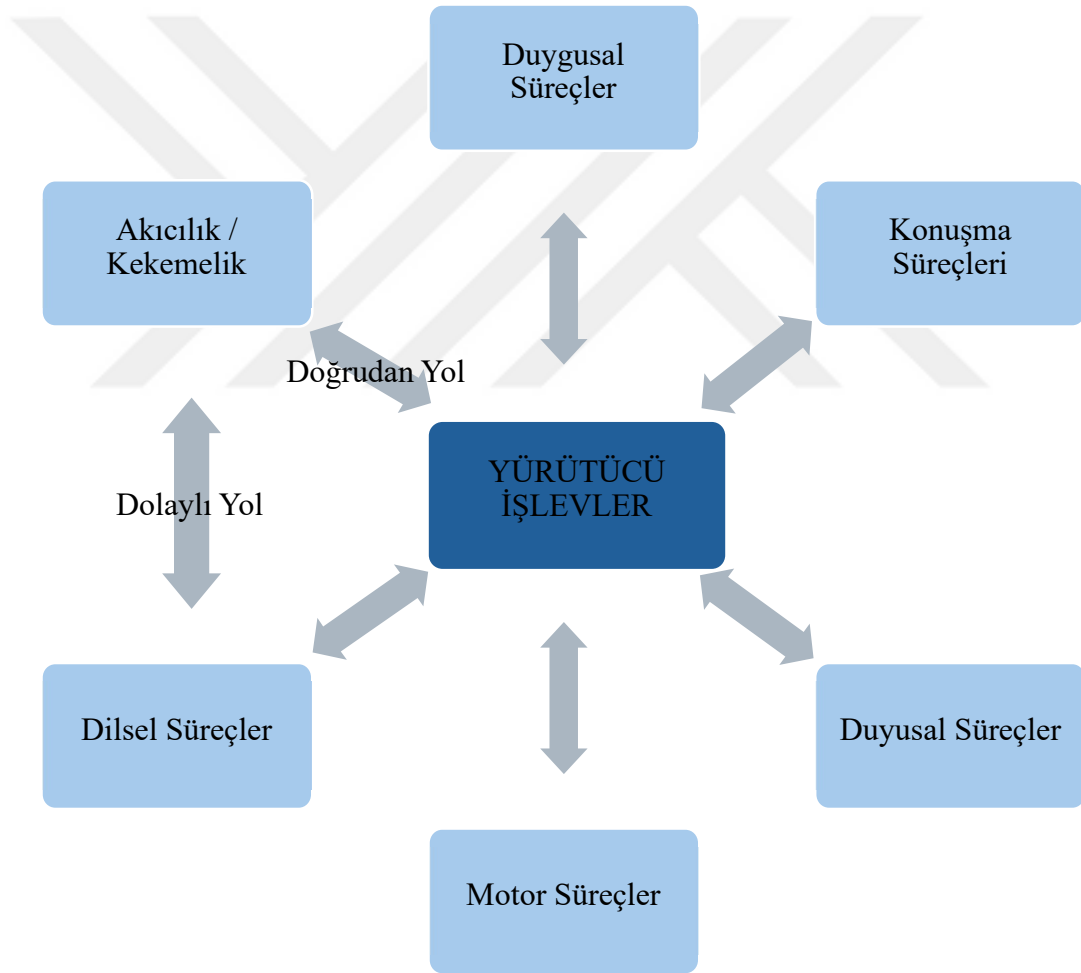 Duygusal
Süreçler
Akıcılık /
Kekemelik
Konuşma
Süreçleri
Doğrudan Yol
YÜRÜTÜCÜ
İŞLEVLER
Dolaylı Yol
Dilsel Süreçler
Duyusal Süreçler
Motor Süreçler